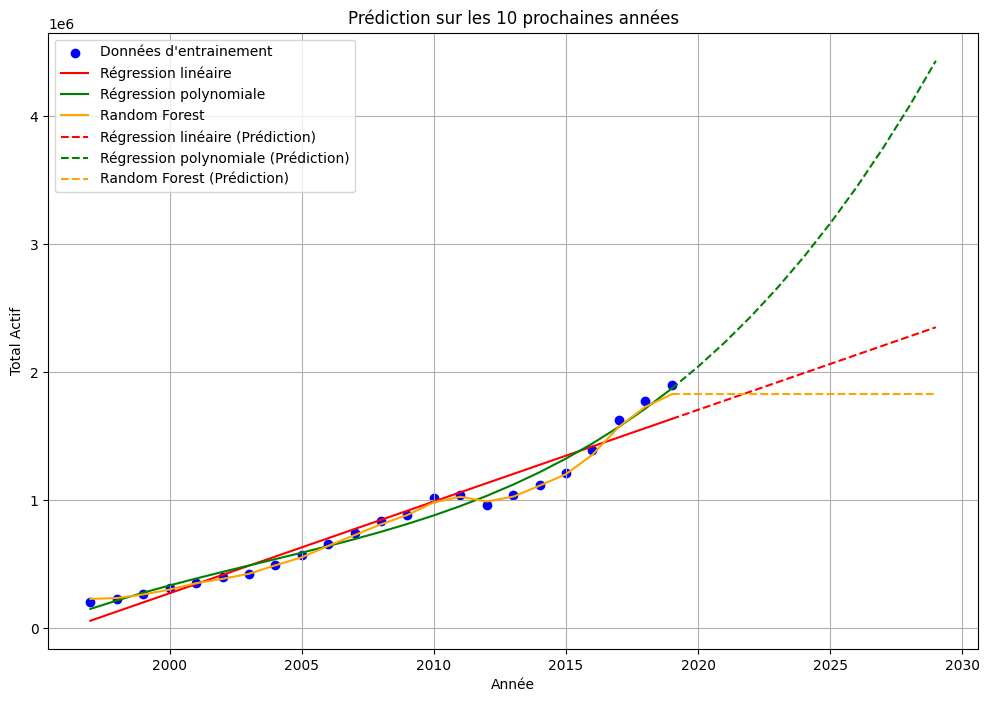 Prédiction sur les 10 prochaines années
1e6
Données d'entrainement
Régression linéaire
Régression polynomiale
Random Forest
Régression linéaire (Prédiction)
Régression polynomiale (Prédiction)
Random Forest (Prédiction)
4
3
2
1
0
Total Actif
2000 2005 2010 2015 2020 2025 2030
Année